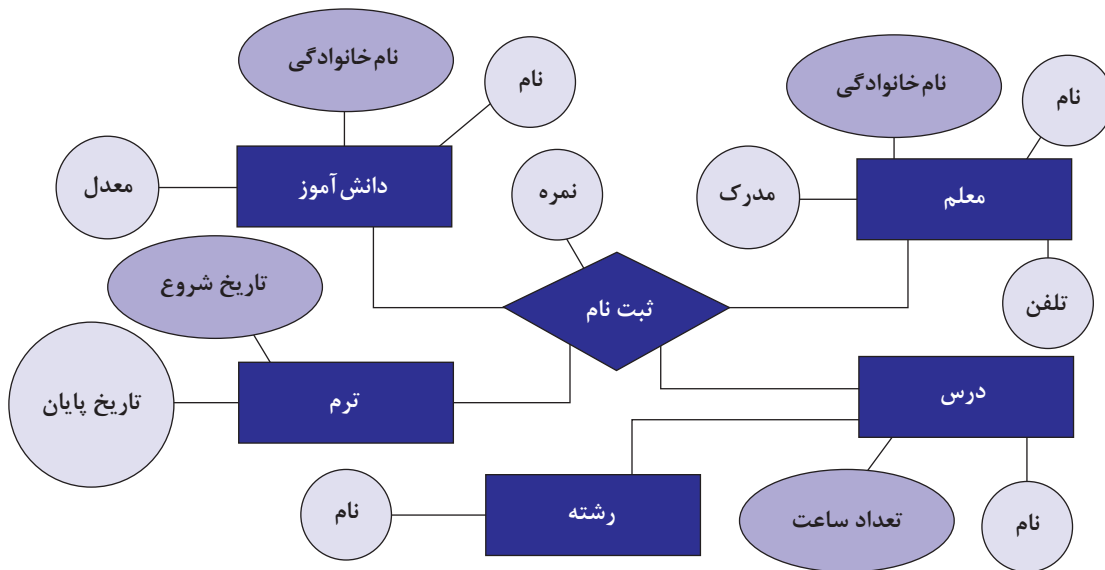 نام خانوادگی
نام
معدل
دانش آموز
نام خانوادگی
نام
مدرک
معلم
تلفن
نمره
ثبت نام
تاریخ شروع
تاریخ پایان
ترم
درس
تعداد ساعت
نام
رشته
نام